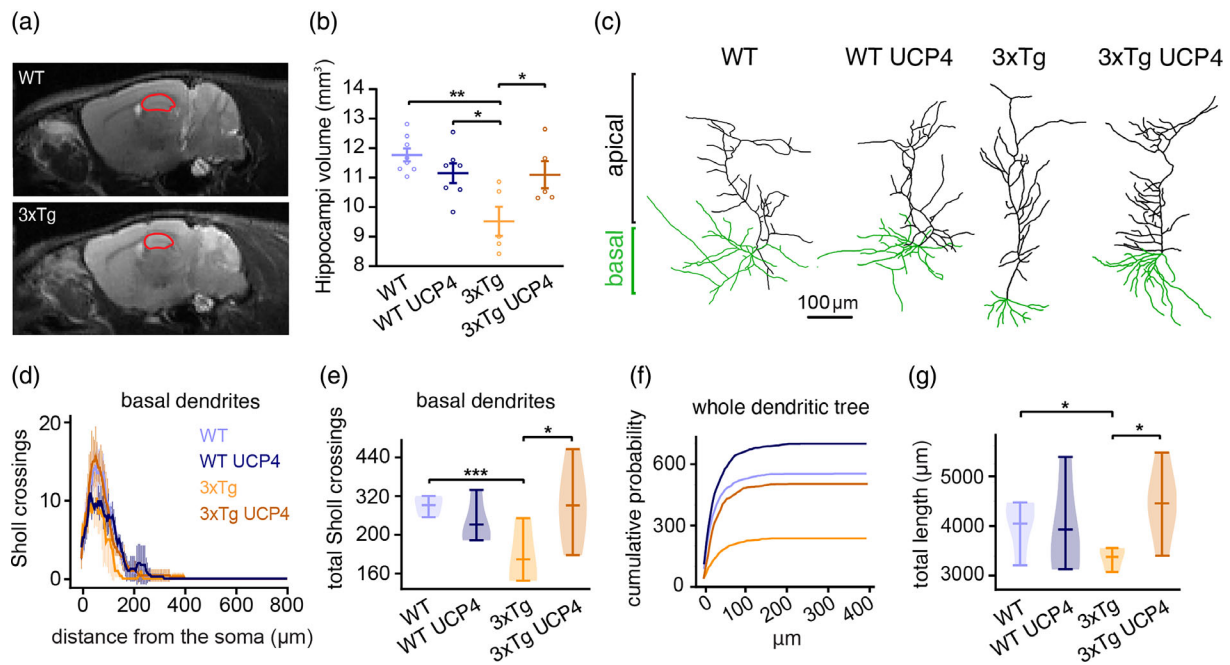 (a)
WT
3xTg
(b)
Hippocampi volume (mm³)
14
13
12
11
10
9
8
**
*
*
WT
WT UCP4
3xTg
3xTg UCP4
(c)
WT
WT UCP4
3xTg
3xTg UCP4
apical
basal
100 µm
(d)
basal dendrites
Sholl crossings
20
10
0
WT
WT UCP4
3xTg
3xTg UCP4
0 200 400 600 800
distance from the soma (µm)
(e)
basal dendrites
total Sholl crossings
440
320
200
160
***
*
WT
WT UCP4
3xTg
3xTg UCP4
(f)
whole dendritic tree
cumulative probability
600
300
0
0 100 200 300 400
µm
(g)
total length (µm)
5000
4000
3000
*
*
WT
WT UCP4
3xTg
3xTg UCP4